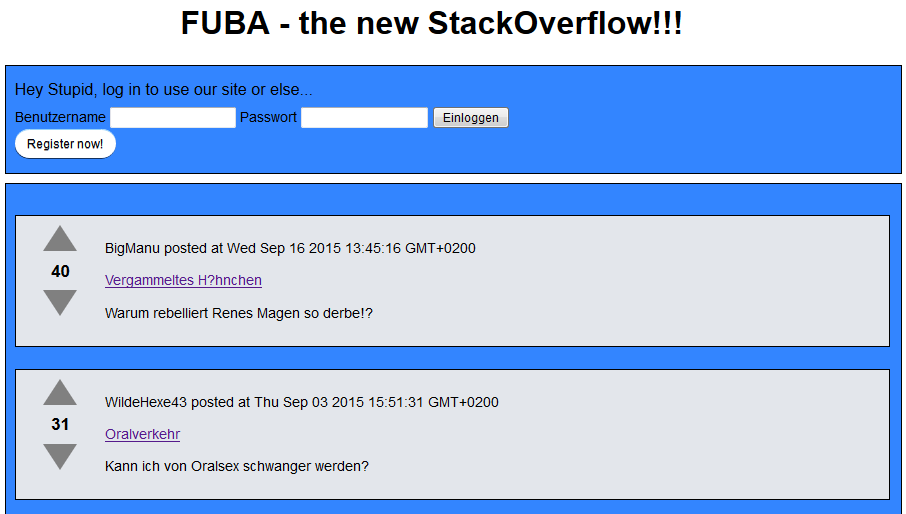 FUBA - the new StackOverflow!!!
Hey Stupid, log in to use our site or else...
Benutzername Passwort Einloggen
Register now!
BigManu posted at Wed Sep 16 2015 13:45:16 GMT+0200
40
Vergammeltes H?hnchen
Warum rebelliert Renes Magen so derbe!?
WildeHexe43 posted at Thu Sep 03 2015 15:51:31 GMT+0200
31
Oralverkehr
Kann ich von Oralsex schwanger werden?